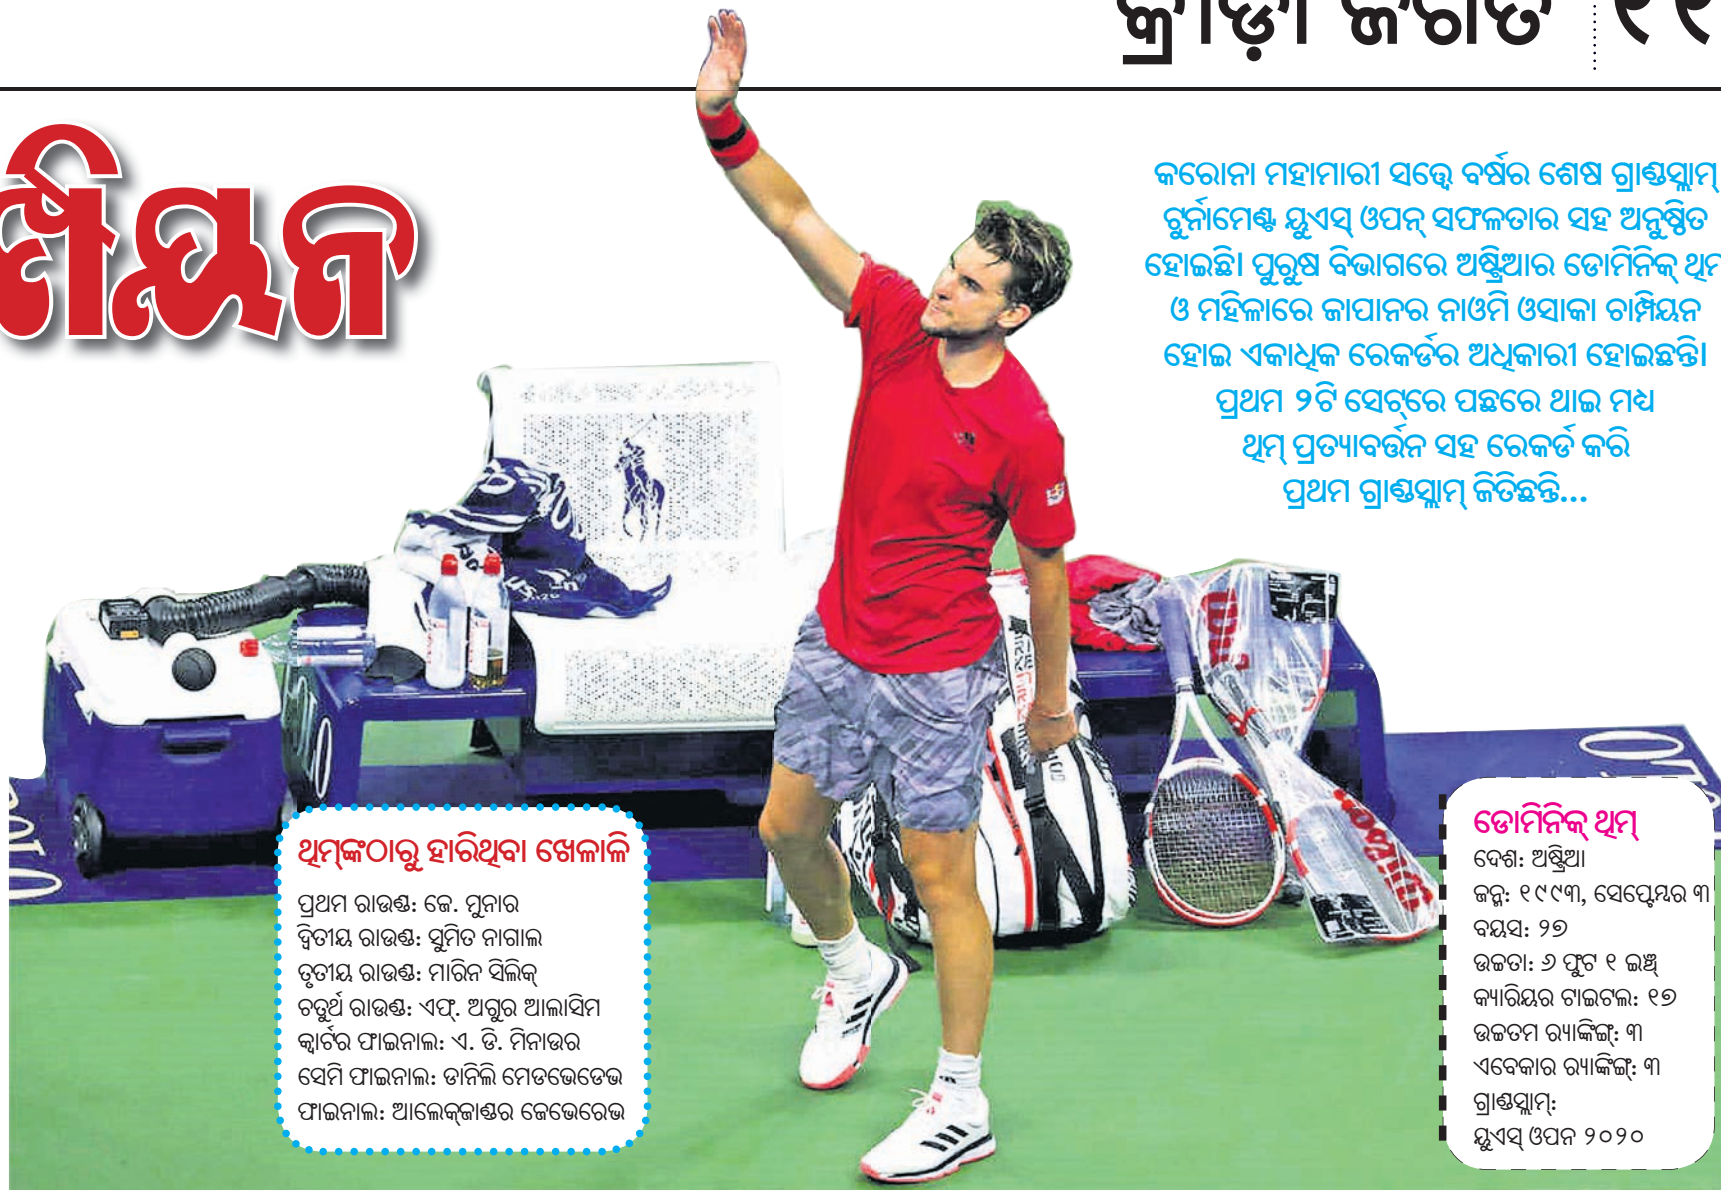 କ୍ରୀଡ଼ା ଜଗତ ୧୧
କରୋନା ମହାମାରୀ ସତ୍ତ୍ୱେ ବର୍ଷର ଶେଷ ଗ୍ରାଣ୍ଡସ୍ଲାମ୍
ଟୁର୍ନାମେଣ୍ଟ ୟୁଏସ୍ ଓପନ୍ ସଫଳତାର ସହ ଅନୁଷ୍ଠିତ
ହୋଇଛି। ପୁରୁଷ ବିଭାଗରେ ଅଷ୍ଟ୍ରିଆର ଡୋମିନିକ୍ ଥିମ
ଓ ମହିଳାରେ ଜାପାନର ନାଓମି ଓସାକା ଚାମ୍ପିୟନ
ହୋଇ ଏକାଧିକ ରେକର୍ଡର ଅଧିକାରୀ ହୋଇଛନ୍ତି।
ପ୍ରଥମ ୨ଟି ସେଟ୍‌ରେ ପଛରେ ଥାଇ ମଧ୍ୟ
ଥିମ୍ ପ୍ରତ୍ୟାବର୍ତ୍ତନ ସହ ରେକର୍ଡ କରି
ପ୍ରଥମ ଗ୍ରାଣ୍ଡସ୍ଲାମ୍ ଜିତିଛନ୍ତି...
ଥିମ୍‌ଙ୍କଠାରୁ ହାରିଥିବା ଖେଳାଳି
ପ୍ରଥମ ରାଉଣ୍ଡ: ଜେ. ମୁନାର
ଦ୍ୱିତୀୟ ରାଉଣ୍ଡ: ସୁମିତ ନାଗାଲ
ତୃତୀୟ ରାଉଣ୍ଡ: ମାରିନ ସିଲିକ୍
ଚତୁର୍ଥ ରାଉଣ୍ଡ: ଏଫ୍. ଅଗୁର ଆଲାସିମ
କ୍ୱାର୍ଟର ଫାଇନାଲ: ଏ. ଡି. ମିନାଉର
ସେମି ଫାଇନାଲ: ଡାନିଲି ମେଡଭେଡେଭ
ଫାଇନାଲ: ଆଲେକ୍‌ଜାଣ୍ଡର ଜେଭେରେଭ
ଡୋମିନିକ୍ ଥିମ୍
ଦେଶ: ଅଷ୍ଟ୍ରିଆ
ଜନ୍ମ: ୧୯୯୩, ସେପ୍ଟେମ୍ବର ୩
ବୟସ: ୨୭
ଉଚ୍ଚତା: ୬ ଫୁଟ ୧ ଇଞ୍ଚ୍
କ୍ୟାରିୟର ଟାଇଟଲ: ୧୭
ଉଚ୍ଚତମ ର‌୍ୟାଙ୍କିଙ୍ଗ୍: ୩
ଏବେକାର ର‌୍ୟାଙ୍କିଙ୍ଗ୍: ୩
ଗ୍ରାଣ୍ଡସ୍ଲାମ୍:
ୟୁଏସ୍ ଓପନ ୨୦୨୦